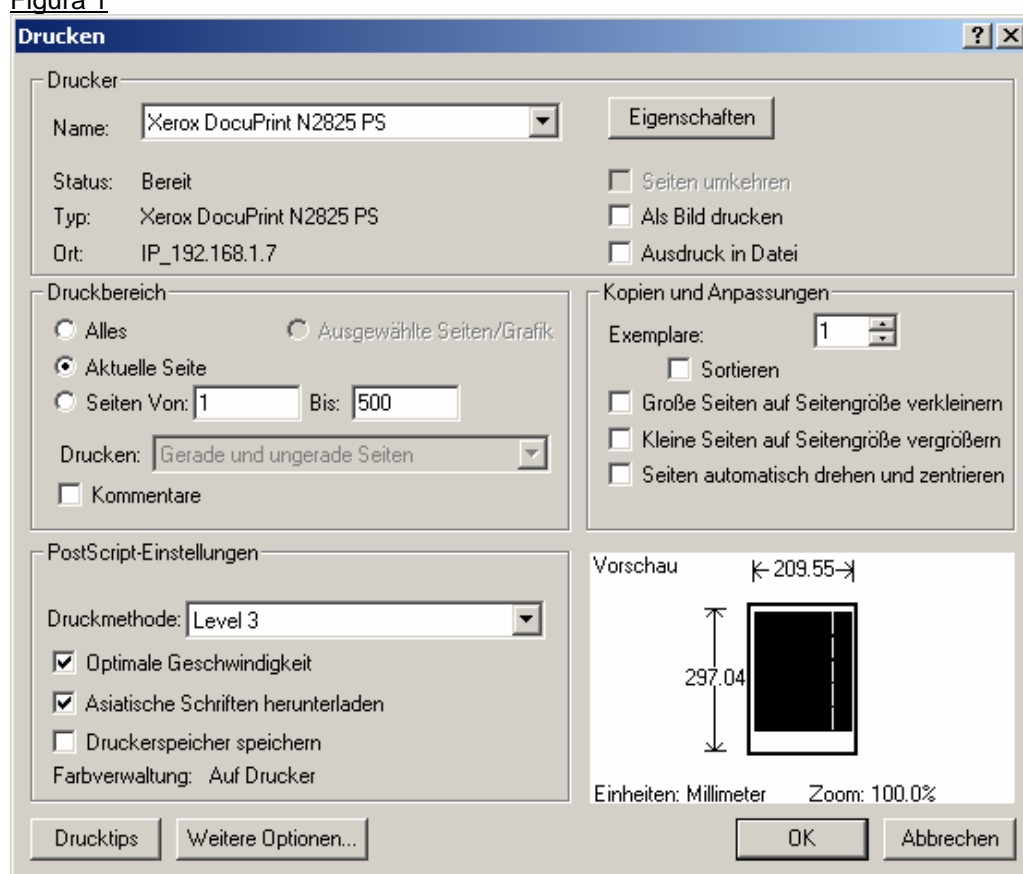 Figura 1
Drucken
Drucker
Name: Xerox DocuPrint N2825 PS
Eigenschaften
Status: Bereit
Seiten umkehren
Typ: Xerox DocuPrint N2825 PS
Als Bild drucken
Ort: IP_192.168.1.7
Ausdruck in Datei
Druckbereich
Alles
Ausgewählte Seiten/Grafik
Aktuelle Seite
Seiten Von: 1 Bis: 500
Drucken: Gerade und ungerade Seiten
Kommentare
Kopien und Anpassungen
Exemplare: 1
Sortieren
Große Seiten auf Seitengröße verkleinern
Kleine Seiten auf Seitengröße vergrößern
Seiten automatisch drehen und zentrieren
PostScript-Einstellungen
Druckmethode: Level 3
Optimale Geschwindigkeit
Asiatische Schriften herunterladen
Druckerspeicher speichern
Farbverwaltung: Auf Drucker
Vorschau
209.55
297.04
Einheiten: Millimeter Zoom: 100.0%
Drucktips
Weitere Optionen...
OK
Abbrechen